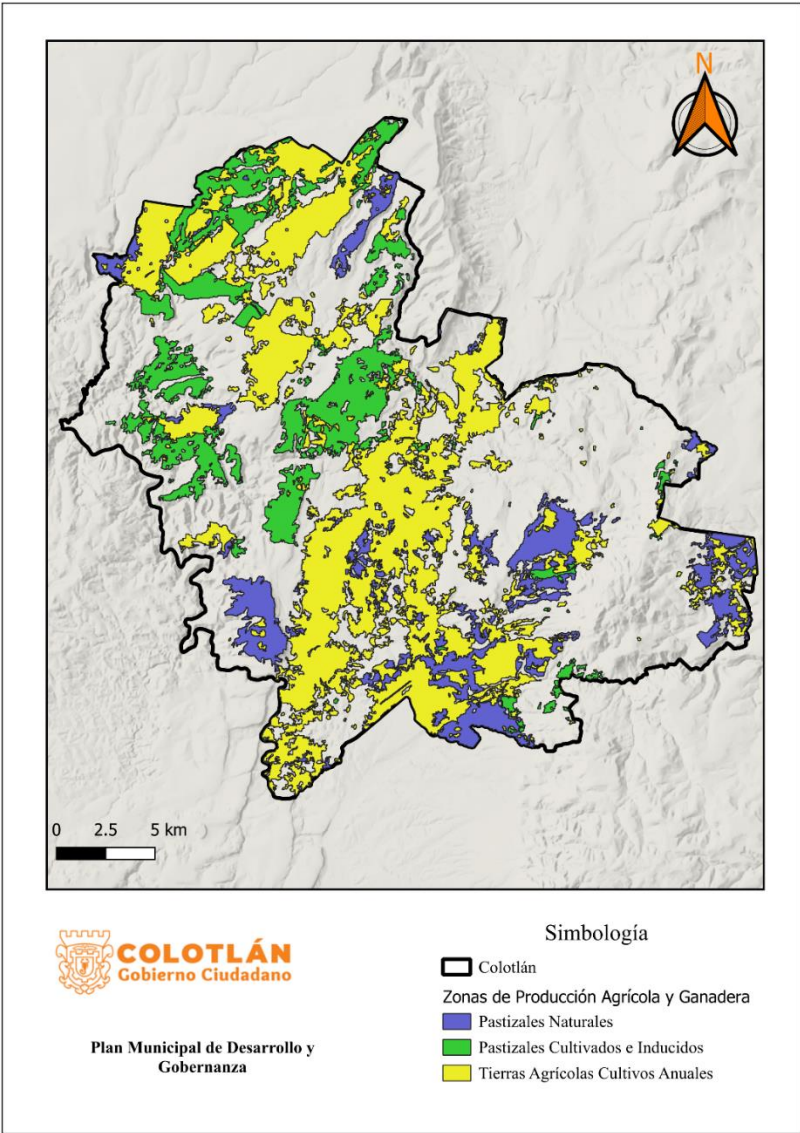 N
0 2.5 5 km
COLOTLÁN
Gobierno Ciudadano
Plan Municipal de Desarrollo y
Gobernanza
Simbología
Colotlán
Zonas de Producción Agrícola y Ganadera
Pastizales Naturales
Pastizales Cultivados e Inducidos
Tierras Agrícolas Cultivos Anuales